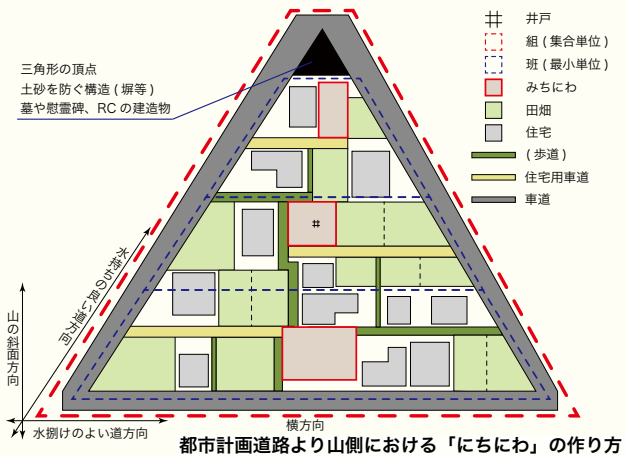 三角形の頂点
土砂を防ぐ構造 ( 塀等 )
墓や慰霊碑、RC の建造物
井戸
組 ( 集合単位 )
班 ( 最小単位 )
みちにわ
田畑
住宅
( 歩道 )
住宅用車道
車道
水持ちの良い道方向
山の斜面方向
水捌けのよい道方向
横方向
都市計画道路より山側における「にちにわ」の作り方